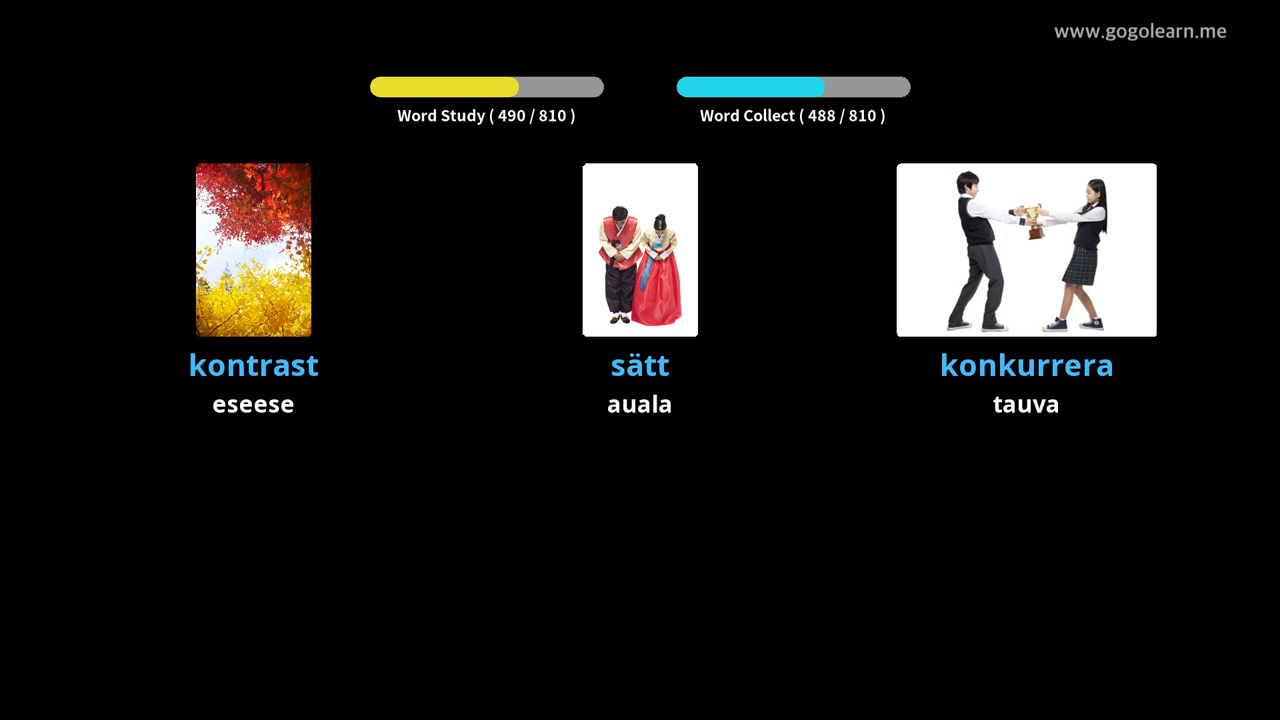 www.gogolearn.me
Word Study ( 490 / 810 )
Word Collect ( 488 / 810 )
kontrast
eseese
sätt
auala
konkurrera
tauva